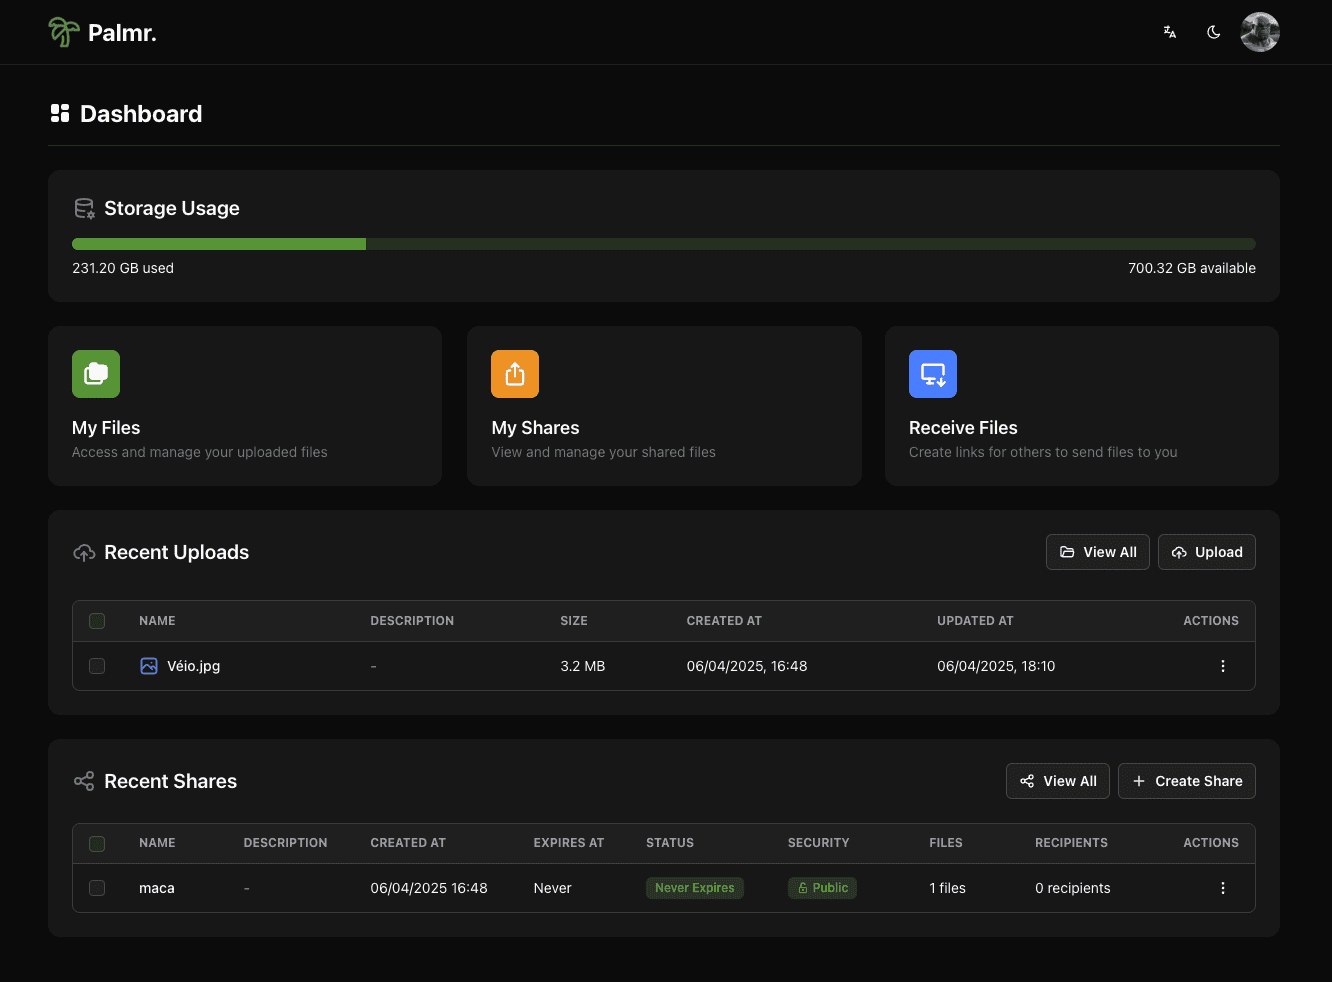 Palmr.
Dashboard
Storage Usage
231.20 GB used 700.32 GB available
My Files My Shares Receive Files
Access and manage your uploaded files View and manage your shared files Create links for others to send files to you
Recent Uploads View All Upload
NAME DESCRIPTION SIZE CREATED AT UPDATED AT ACTIONS
Véio.jpg - 3.2 MB 06/04/2025, 16:48 06/04/2025, 18:10
Recent Shares View All Create Share
NAME DESCRIPTION CREATED AT EXPIRES AT STATUS SECURITY FILES RECIPIENTS ACTIONS
maca - 06/04/2025 16:48 Never Never Expires Public 1 files 0 recipients